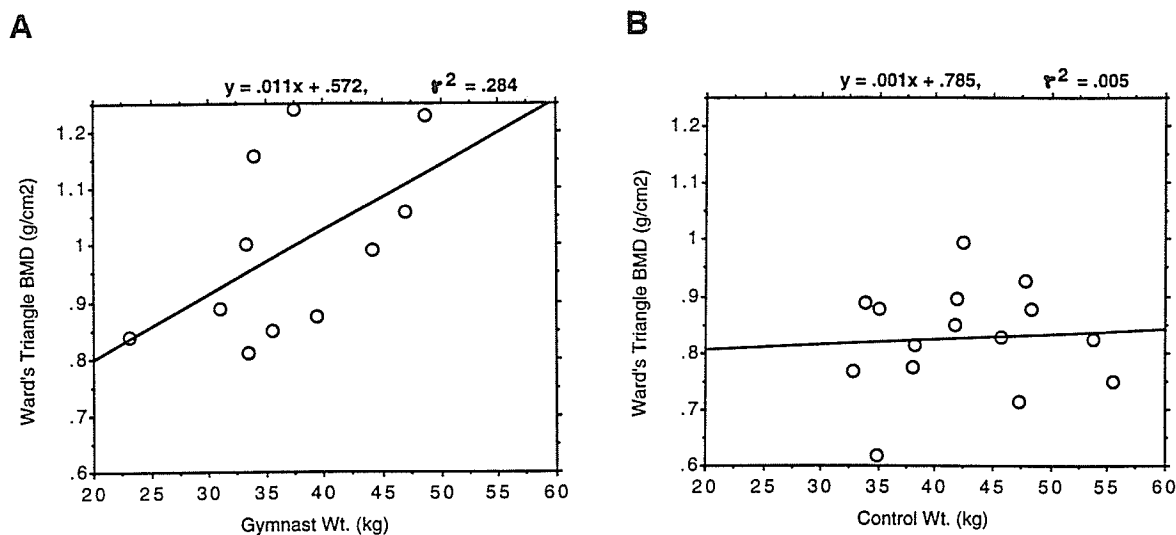 A
y = .011x + .572, r² = .284
Ward's Triangle BMD (g/cm2)
1.2
1.1
1
.9
.8
.7
.6
20 25 30 35 40 45 50 55 60
Gymnast Wt. (kg)
B
y = .001x + .785, r² = .005
Ward's Triangle BMD (g/cm2)
1.2
1.1
1
.9
.8
.7
.6
20 25 30 35 40 45 50 55 60
Control Wt. (kg)